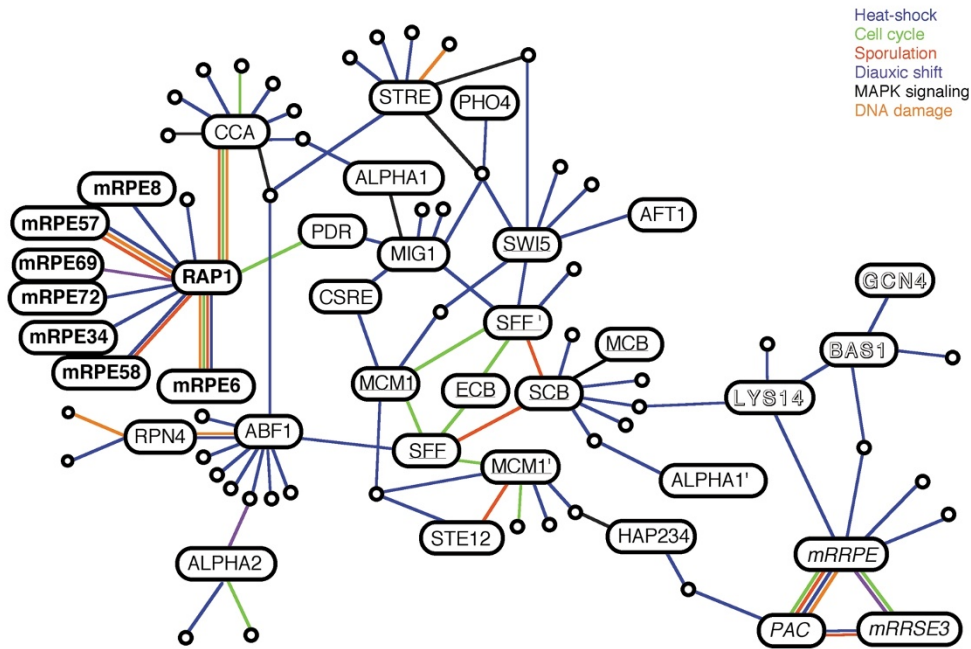 Heat-shock
Cell cycle
Sporulation
Diauxic shift
MAPK signaling
DNA damage
STRE
PHO4
CCA
ALPHA1
mRPE8
mRPE57
AFT1
PDR
MIG1
SWI5
mRPE69
RAP1
GCN4
mRPE72
CSRE
SFF'
mRPE34
MCB
BAS1
mRPE58
mRPE6
MCM1
ECB
SCB
LYS14
RPN4
ABF1
SFF
MCM1'
ALPHA1'
STE12
HAP234
mRRPE
ALPHA2
PAC
mRRSE3